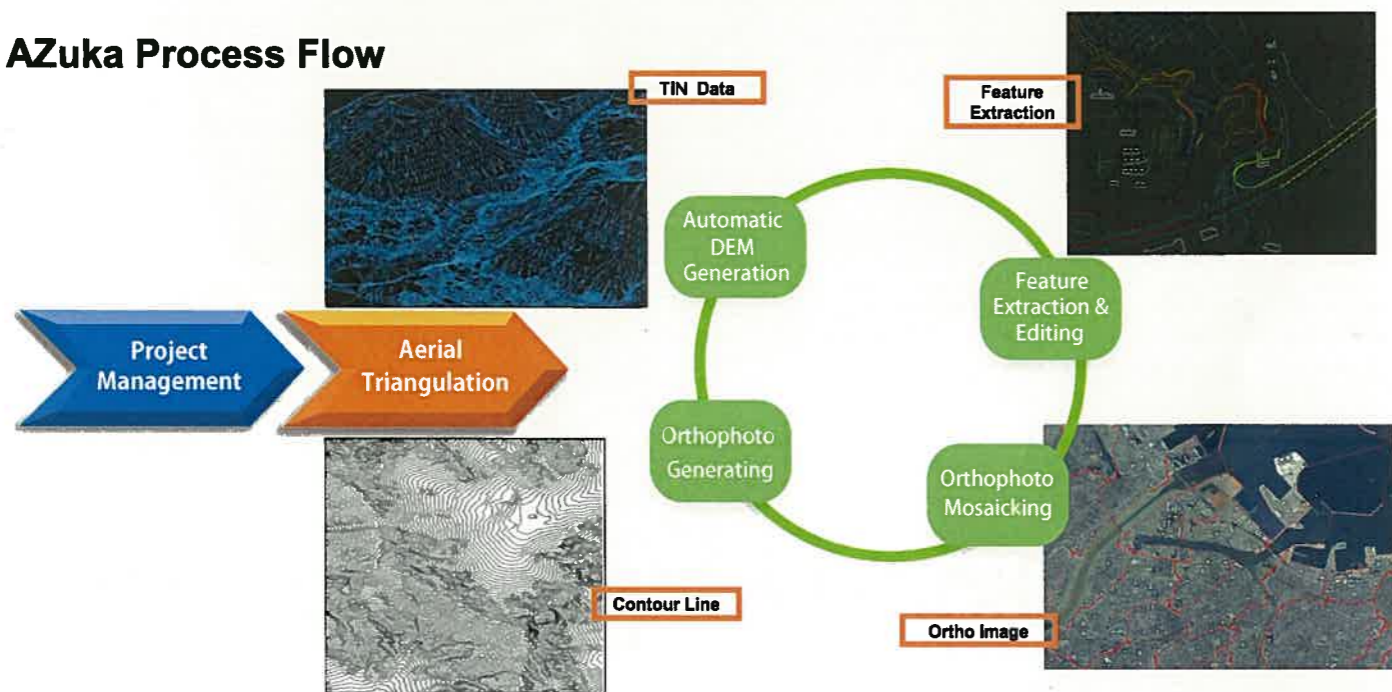 AZuka Process Flow
TIN Data
Feature
Extraction
Automatic
DEM
Generation
Feature
Extraction &
Editing
Project
Management
Aerial
Triangulation
Orthophoto
Generating
Orthophoto
Mosaicking
Contour Line
Ortho Image